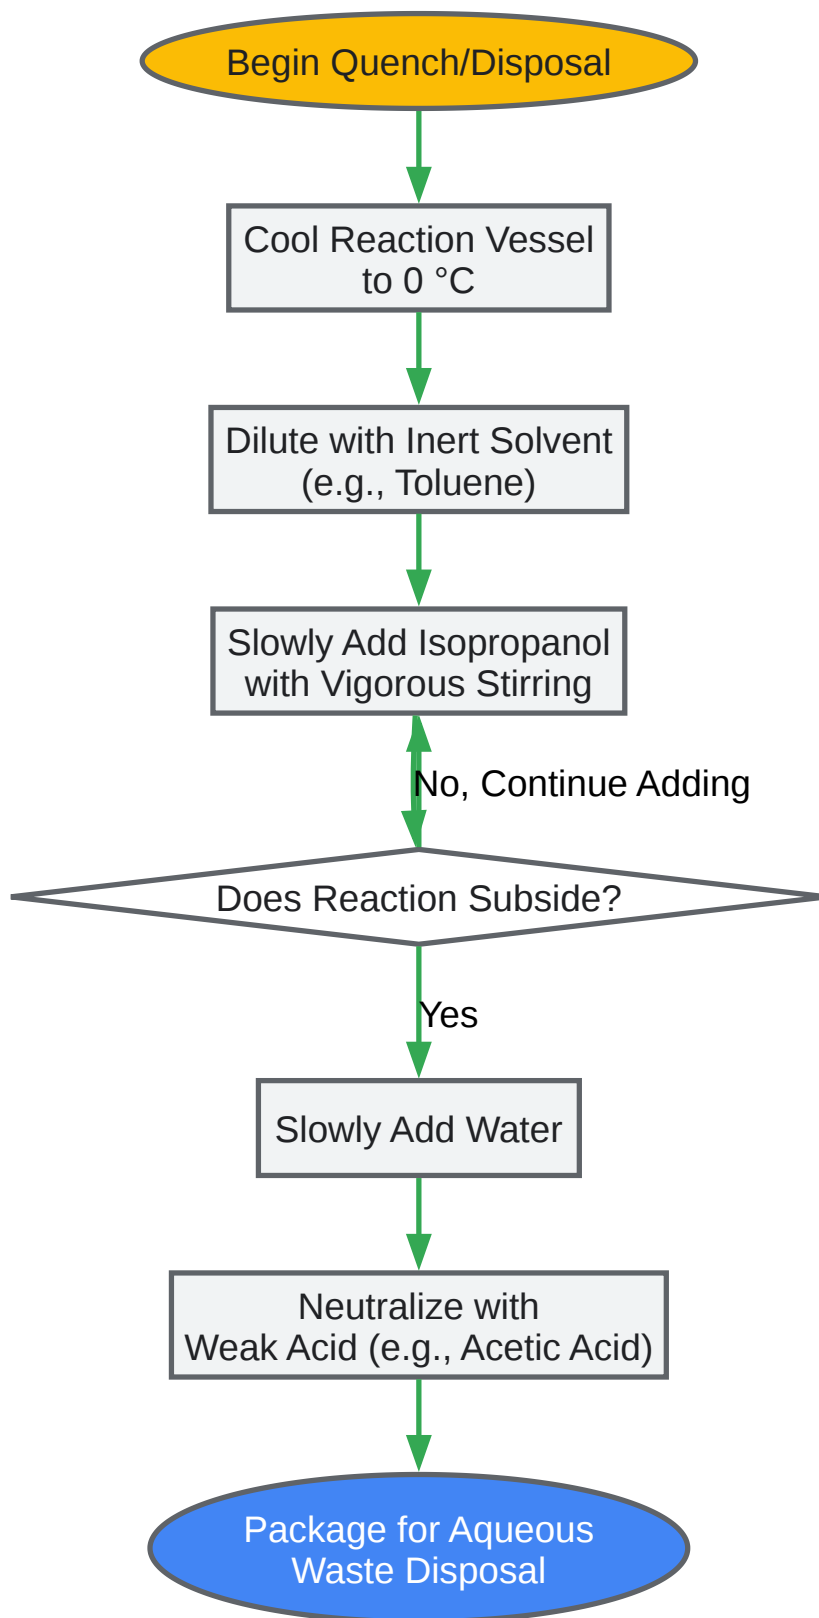 Begin Quench/Disposal
Cool Reaction Vessel
to 0 °C
Dilute with Inert Solvent
(e.g., Toluene)
Slowly Add Isopropanol
with Vigorous Stirring
No, Continue Adding
Does Reaction Subside?
Yes
Slowly Add Water
Neutralize with
Weak Acid (e.g., Acetic Acid)
Package for Aqueous
Waste Disposal